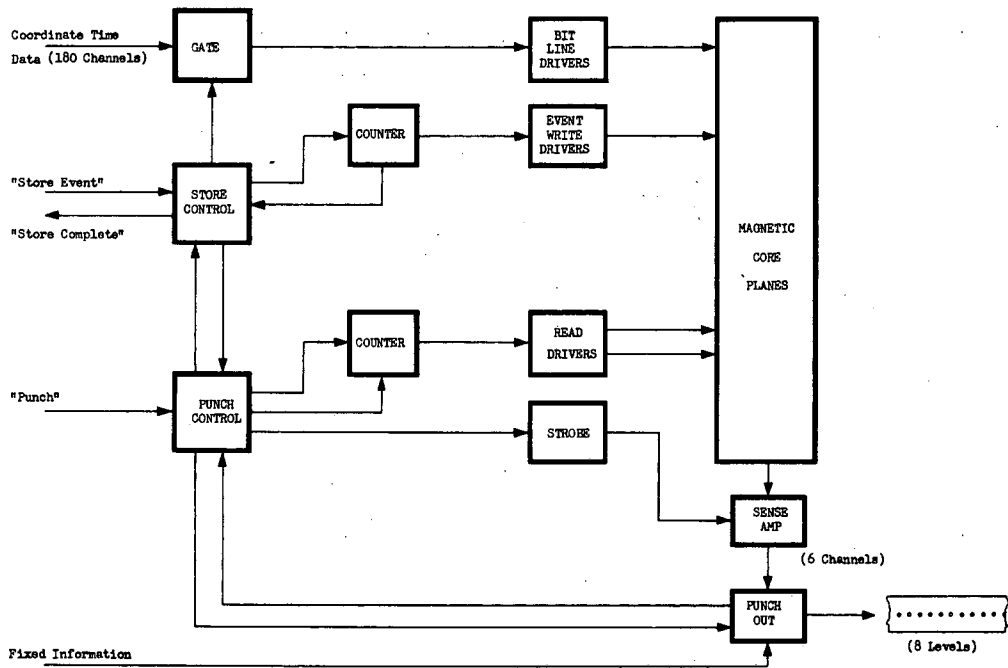 Coordinate Time
Data (180 Channels)
GATE
BIT
LINE
DRIVERS
COUNTER
EVENT
WRITE
DRIVERS
"Store Event"
STORE
CONTROL
"Store Complete"
MAGNETIC
CORE
PLANES
COUNTER
READ
DRIVERS
"Punch"
PUNCH
CONTROL
STROBE
SENSE
AMP
(6 Channels)
PUNCH
OUT
(8 Levels)
Fixed Information